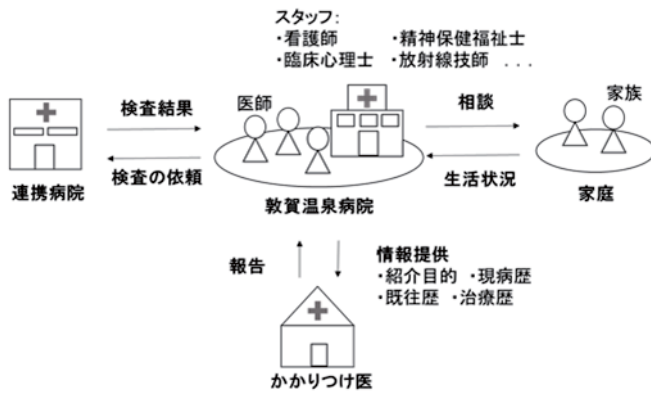 スタッフ:
・看護師 ・精神保健福祉士
・臨床心理士 ・放射線技師 ...
医師
家族
検査結果
相談
検査の依頼
生活状況
連携病院
敦賀温泉病院
家庭
報告
情報提供
・紹介目的 ・現病歴
・既往歴 ・治療歴
かかりつけ医